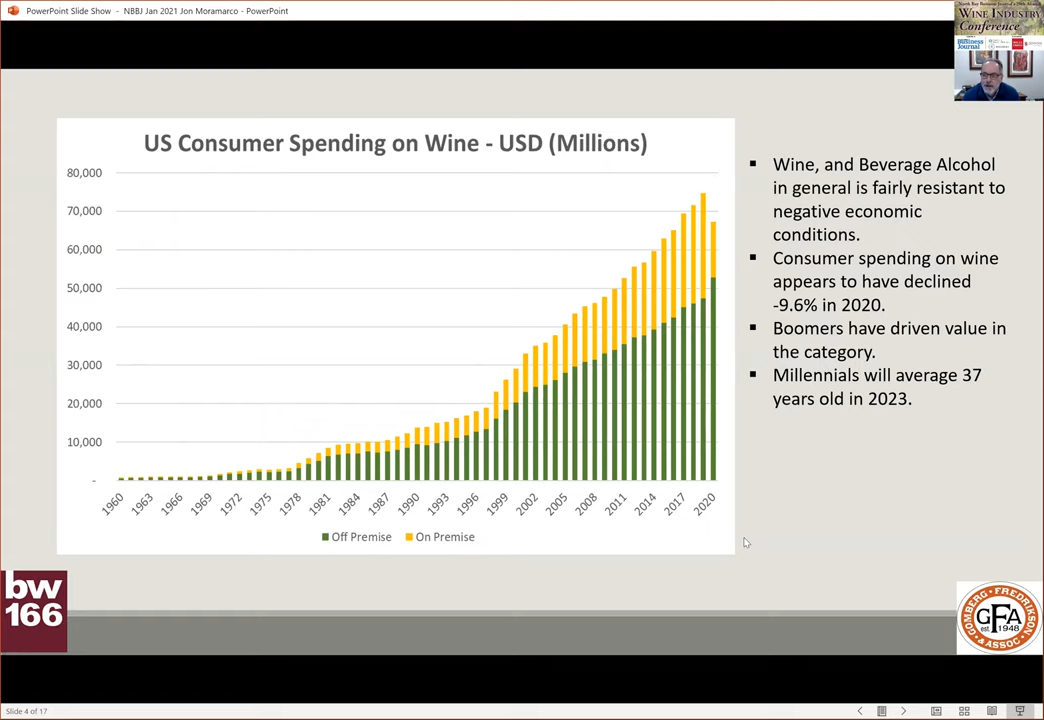 PowerPoint Slide Show - NBBJ Jan 2021 Jon Moramarco - PowerPoint
WINE INDUSTRY
Conference
Business
Journal
US Consumer Spending on Wine - USD (Millions)
80,000
70,000
60,000
50,000
40,000
30,000
20,000
10,000
-
1960 1963 1966 1969 1972 1975 1978 1981 1984 1987 1990 1993 1996 1999 2002 2005 2008 2011 2014 2017 2020
Off Premise On Premise
▪ Wine, and Beverage Alcohol
in general is fairly resistant to
negative economic
conditions.
▪ Consumer spending on wine
appears to have declined
-9.6% in 2020.
▪ Boomers have driven value in
the category.
▪ Millennials will average 37
years old in 2023.
bw
166
GOMBERG, FREDRIKSON
GFA
est. 1948
& ASSOC.
Slide 4 of 17